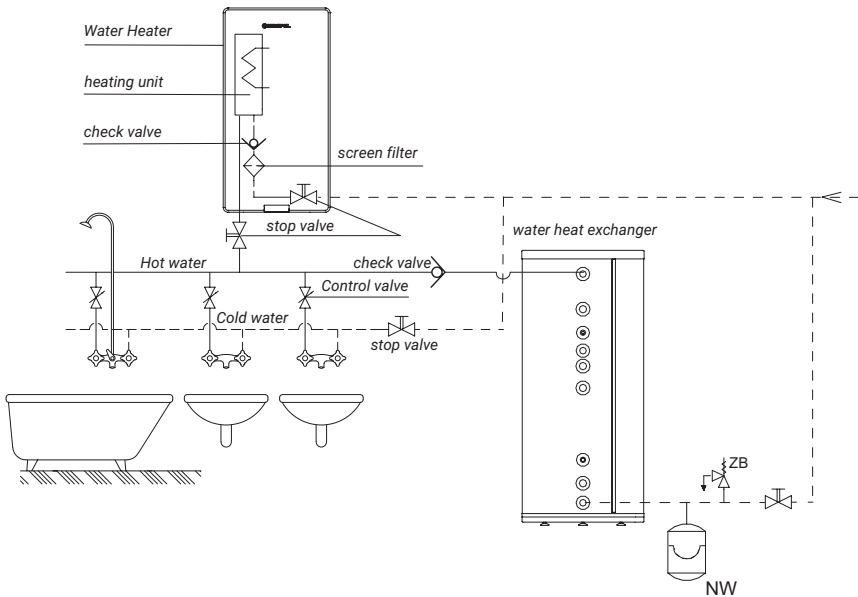 Water Heater
heating unit
check valve
screen filter
stop valve
water heat exchanger
Hot water
check valve
Control valve
Cold water
stop valve
ZB
NW